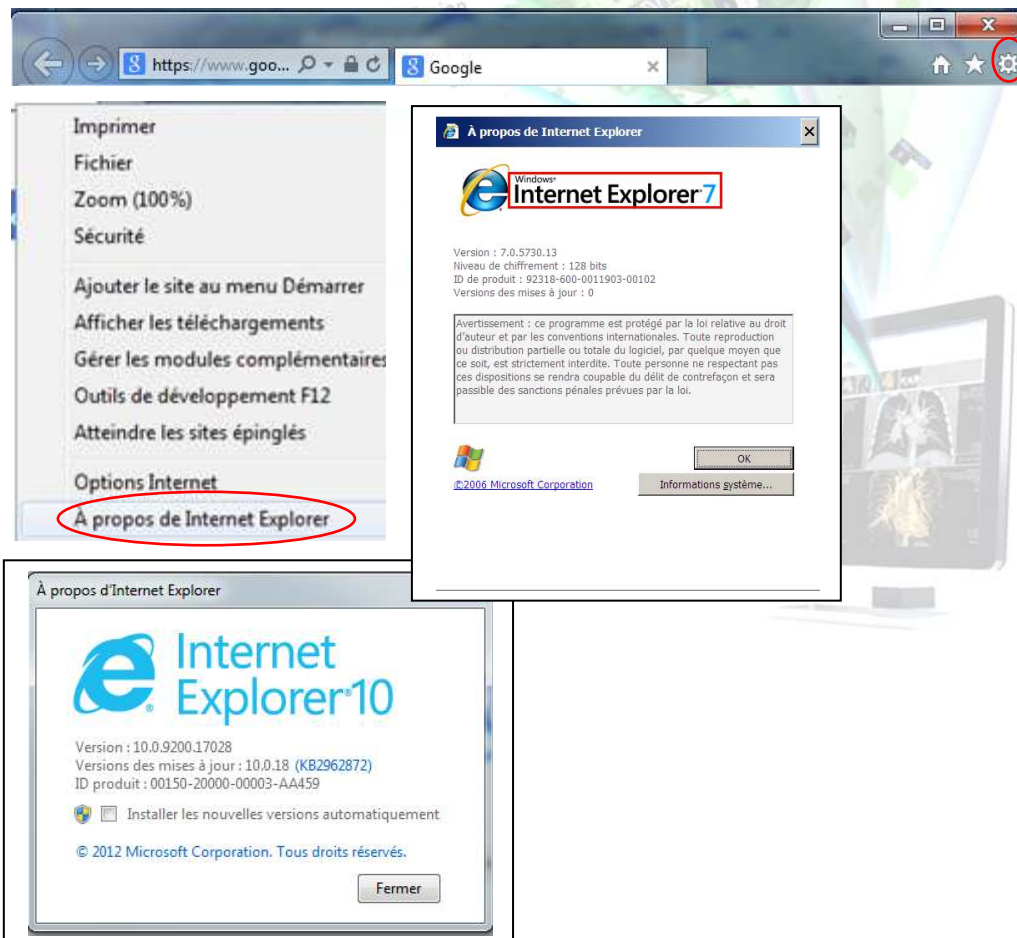 https://www.goo...
Google
Imprimer
Fichier
Zoom (100%)
Sécurité
Ajouter le site au menu Démarrer
Afficher les téléchargements
Gérer les modules complémentaires
Outils de développement F12
Atteindre les sites épinglés
Options Internet
À propos de Internet Explorer
À propos de Internet Explorer
Windows
Internet Explorer 7
Version : 7.0.5730.13
Niveau de chiffrement : 128 bits
ID de produit : 92318-600-0011903-00102
Versions des mises à jour : 0
Avertissement : ce programme est protégé par la loi relative au droit
d'auteur et par les conventions internationales. Toute reproduction
ou distribution partielle ou totale du logiciel, par quelque moyen que
ce soit, est strictement interdite. Toute personne ne respectant pas
ces dispositions se rendra coupable du délit de contrefaçon et sera
passible des sanctions pénales prévues par la loi.
OK
©2006 Microsoft Corporation
Informations système...
À propos d'Internet Explorer
Internet
Explorer 10
Version : 10.0.9200.17028
Versions des mises à jour : 10.0.18 (KB2962872)
ID produit : 00150-20000-00003-AA459
Installer les nouvelles versions automatiquement
© 2012 Microsoft Corporation. Tous droits réservés.
Fermer